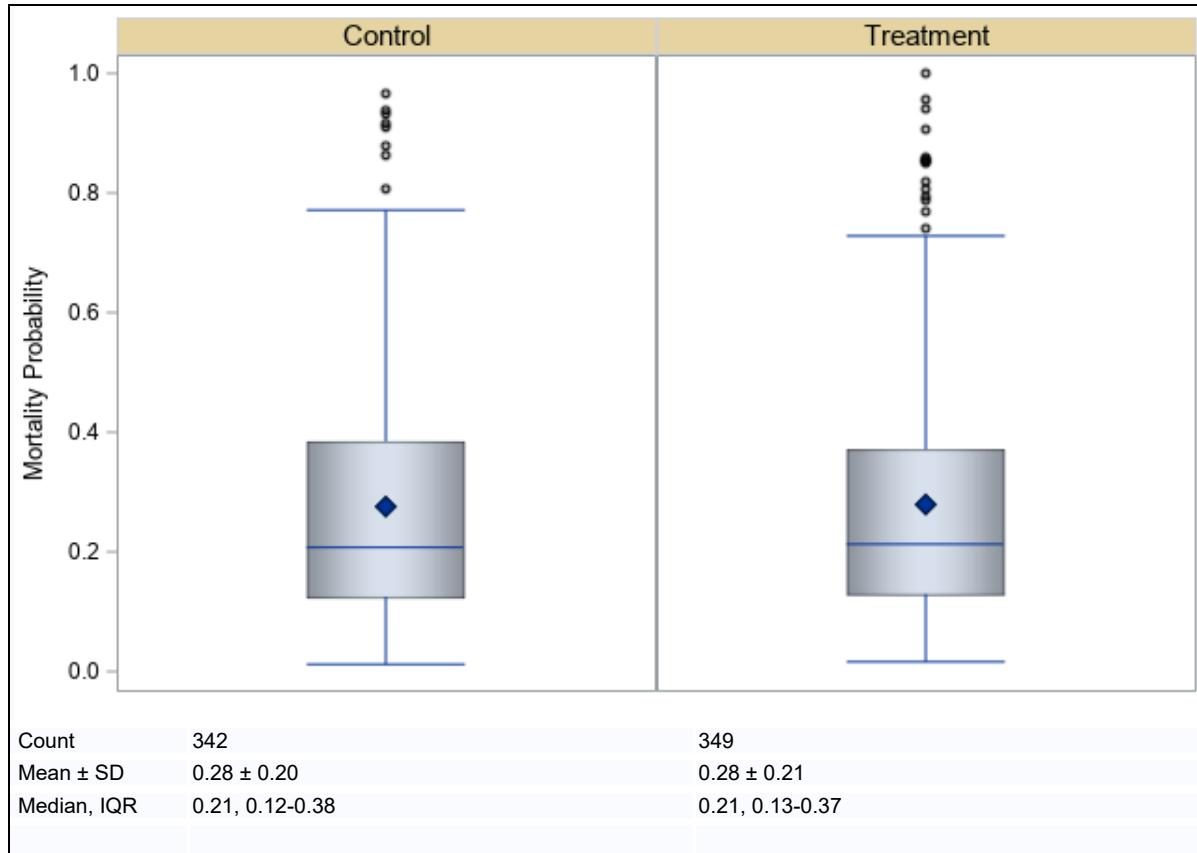 Control Treatment
1.0
0.8
0.6
0.4
0.2
0.0
Mortality Probability
Count 342 349
Mean ± SD 0.28 ± 0.20 0.28 ± 0.21
Median, IQR 0.21, 0.12-0.38 0.21, 0.13-0.37